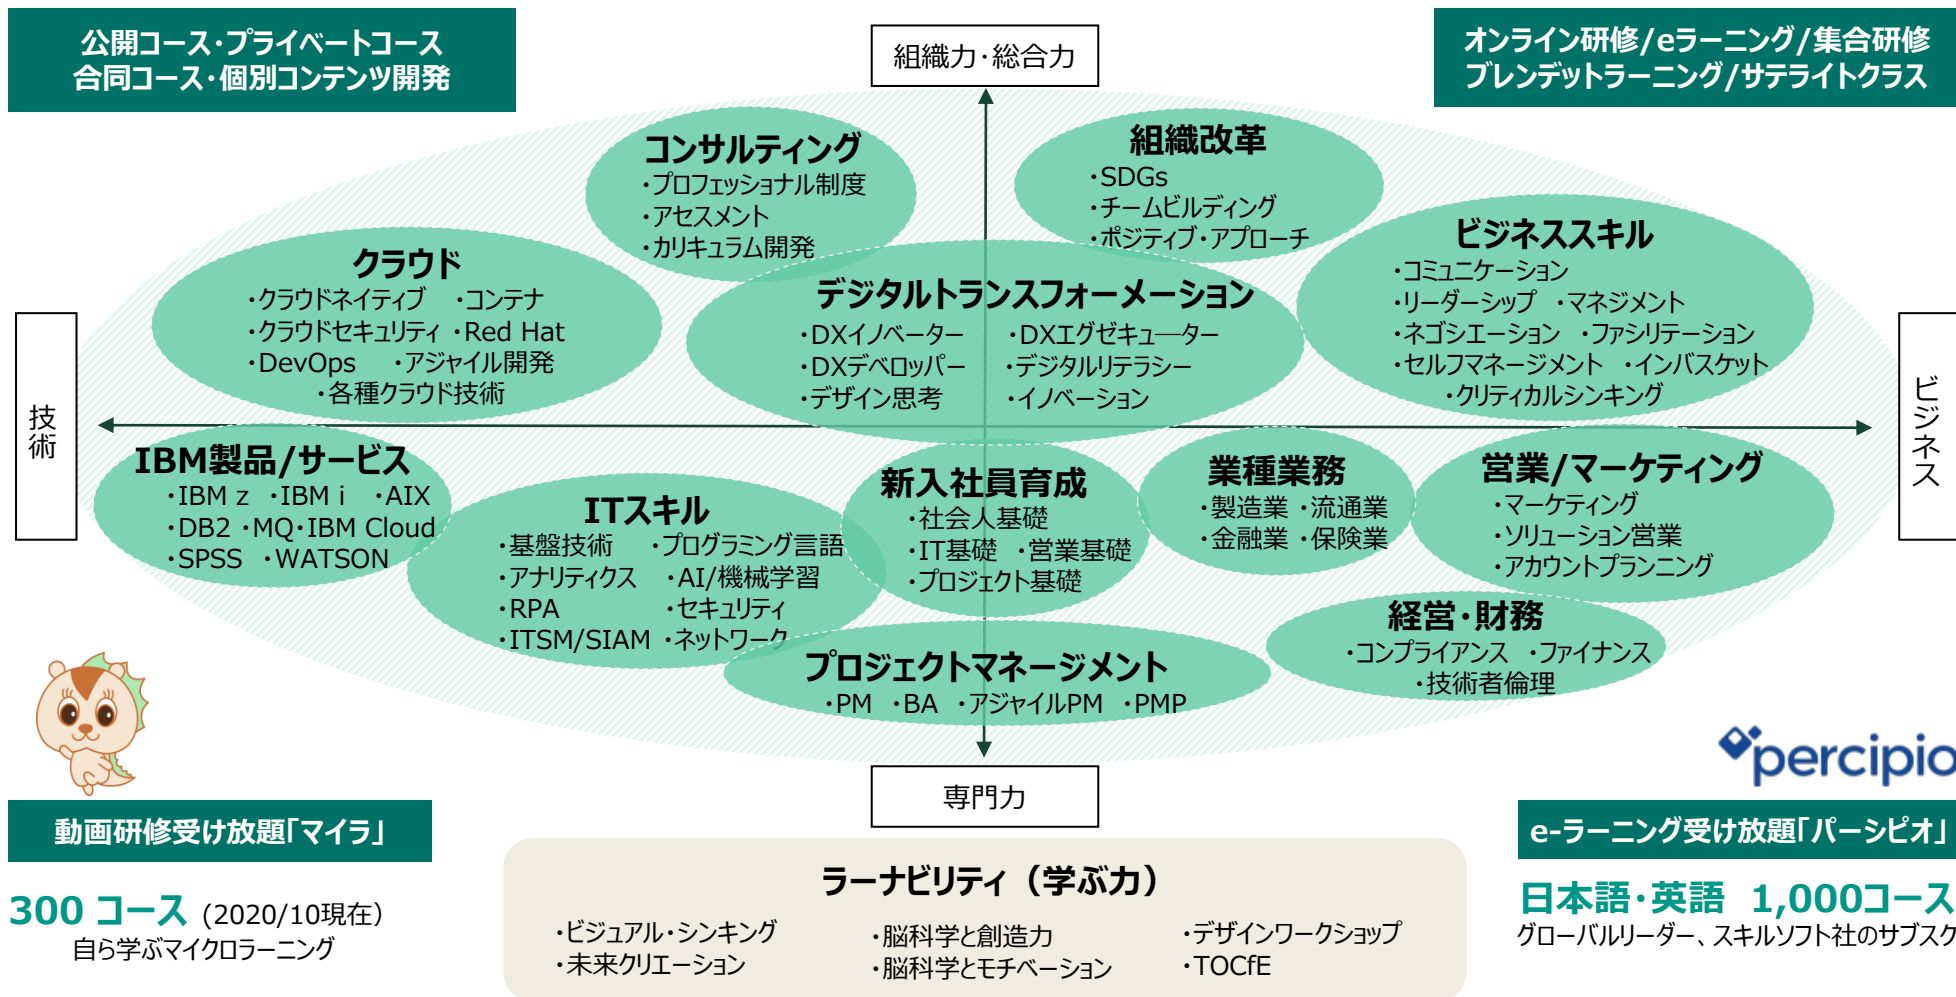 公開コース・プライベートコース
合同コース・個別コンテンツ開発
オンライン研修/eラーニング/集合研修
ブレンデットラーニング/サテライトクラス
組織力・総合力
コンサルティング
・プロフェッショナル制度
・アセスメント
・カリキュラム開発
組織改革
・SDGs
・チームビルディング
・ポジティブ・アプローチ
クラウド
・クラウドネイティブ ・コンテナ
・クラウドセキュリティ ・Red Hat
・DevOps ・アジャイル開発
・各種クラウド技術
デジタルトランスフォーメーション
・DXイノベーター ・DXエグゼキュ―ター
・DXデベロッパー ・デジタルリテラシー
・デザイン思考 ・イノベーション
ビジネススキル
・コミュニケーション
・リーダーシップ ・マネジメント
・ネゴシエーション ・ファシリテーション
・セルフマネージメント ・インバスケット
・クリティカルシンキング
技術
ビジネス
IBM製品/サービス
・IBM z ・IBM i ・AIX
・DB2 ・MQ・IBM Cloud
・SPSS ・WATSON
ITスキル
・基盤技術 ・プログラミング言語
・アナリティクス ・AI/機械学習
・RPA ・セキュリティ
・ITSM/SIAM ・ネットワーク
新入社員育成
・社会人基礎
・IT基礎 ・営業基礎
・プロジェクト基礎
業種業務
・製造業 ・流通業
・金融業 ・保険業
営業/マーケティング
・マーケティング
・ソリューション営業
・アカウントプランニング
経営・財務
・コンプライアンス ・ファイナンス
・技術者倫理
プロジェクトマネージメント
・PM ・BA ・アジャイルPM ・PMP
専門力
percipio
動画研修受け放題「マイラ」
300 コース (2020/10現在)
自ら学ぶマイクロラーニング
e-ラーニング受け放題「パーシピオ」
日本語・英語 1,000コース
グローバルリーダー、スキルソフト社のサブスク
ラーナビリティ（学ぶ力）
・ビジュアル・シンキング ・脳科学と創造力 ・デザインワークショップ
・未来クリエーション ・脳科学とモチベーション ・TOCfE